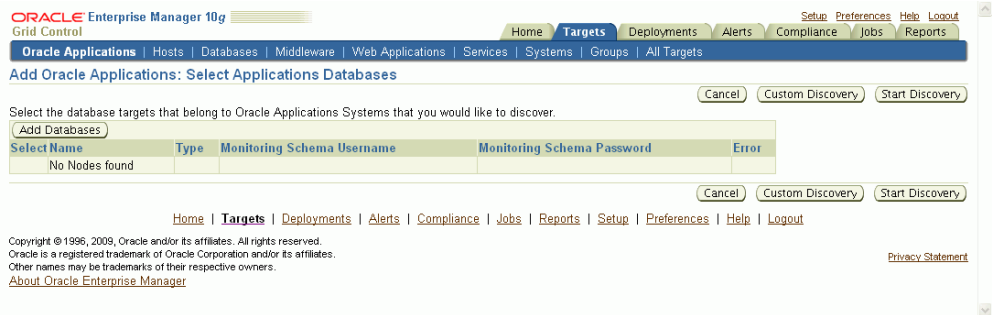 ORACLE Enterprise Manager 10g
Grid Control
Setup Preferences Help Logout
Home Targets Deployments Alerts Compliance Jobs Reports
Oracle Applications | Hosts | Databases | Middleware | Web Applications | Services | Systems | Groups | All Targets
Add Oracle Applications: Select Applications Databases
Cancel Custom Discovery Start Discovery
Select the database targets that belong to Oracle Applications Systems that you would like to discover.
Add Databases
Select Name Type Monitoring Schema Username Monitoring Schema Password Error
No Nodes found
Cancel Custom Discovery Start Discovery
Home | Targets | Deployments | Alerts | Compliance | Jobs | Reports | Setup | Preferences | Help | Logout
Copyright © 1996, 2009, Oracle and/or its affiliates. All rights reserved.
Oracle is a registered trademark of Oracle Corporation and/or its affiliates.
Other names may be trademarks of their respective owners.
Privacy Statement
About Oracle Enterprise Manager